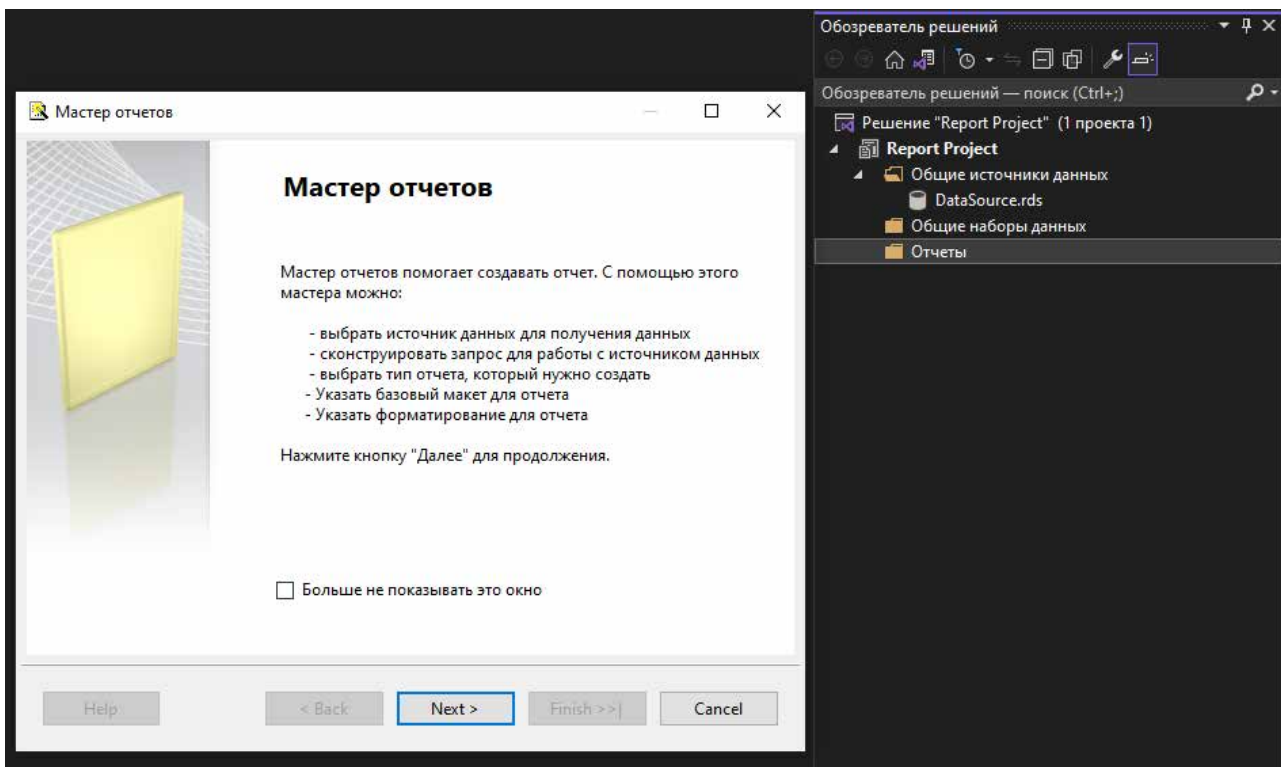 Мастер отчетов
Мастер отчетов
Мастер отчетов помогает создавать отчет. С помощью этого
мастера можно:
- выбрать источник данных для получения данных
- сконструировать запрос для работы с источником данных
- выбрать тип отчета, который нужно создать
- Указать базовый макет для отчета
- Указать форматирование для отчета
Нажмите кнопку "Далее" для продолжения.
Больше не показывать это окно
Help
< Back
Next >
Finish >>|
Cancel
Обозреватель решений
Обозреватель решений — поиск (Ctrl+;)
Решение "Report Project" (1 проекта 1)
Report Project
Общие источники данных
DataSource.rds
Общие наборы данных
Отчеты